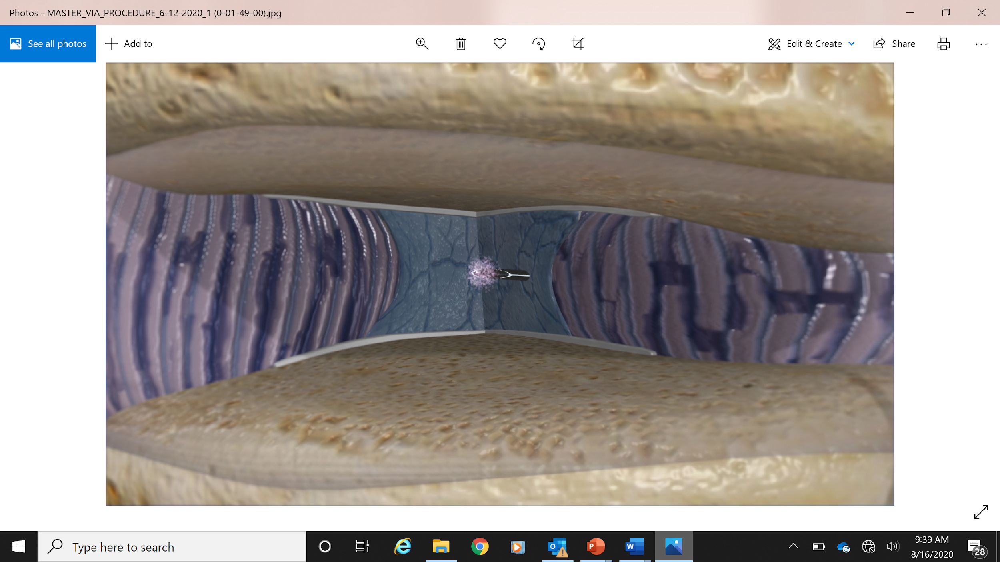 Photos - MASTER_VIA_PROCEDURE_6-12-2020_1 (0-01-49-00).jpg
See all photos
Add to
Edit & Create
Share
Type here to search
O
P
W
9:39 AM
8/16/2020
28